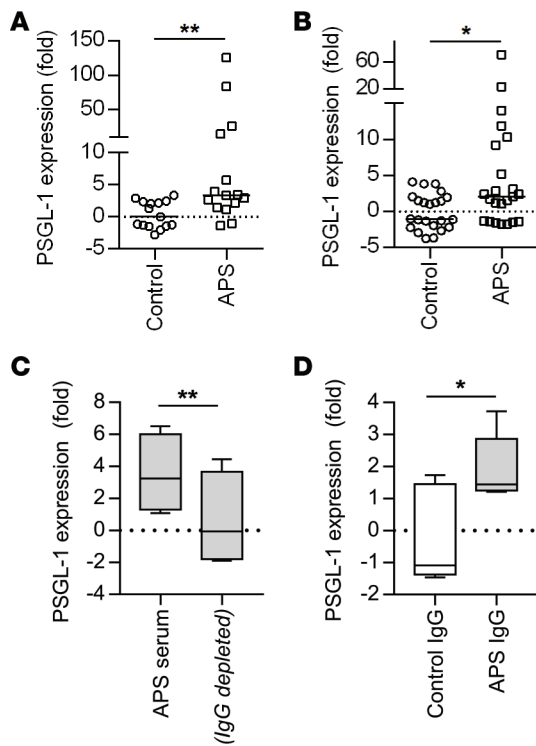 A
**
PSGL-1 expression (fold)
150
100
50
10
5
0
-5
Control
APS
B
*
PSGL-1 expression (fold)
60
20
10
5
0
-5
Control
APS
C
**
PSGL-1 expression (fold)
8
6
4
2
0
-2
-4
APS serum
(IgG depleted)
D
*
PSGL-1 expression (fold)
4
3
2
1
0
-1
-2
Control IgG
APS IgG